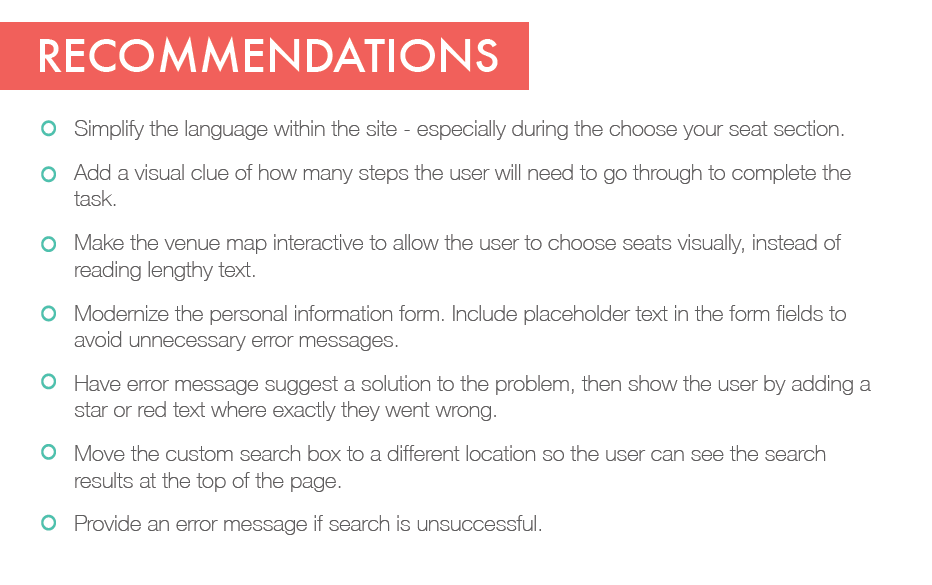 RECOMMENDATIONS
Simplify the language within the site - especially during the choose your seat section.
Add a visual clue of how many steps the user will need to go through to complete the
task.
Make the venue map interactive to allow the user to choose seats visually, instead of
reading lengthy text.
Modernize the personal information form. Include placeholder text in the form fields to
avoid unnecessary error messages.
Have error message suggest a solution to the problem, then show the user by adding a
star or red text where exactly they went wrong.
Move the custom search box to a different location so the user can see the search
results at the top of the page.
Provide an error message if search is unsuccessful.